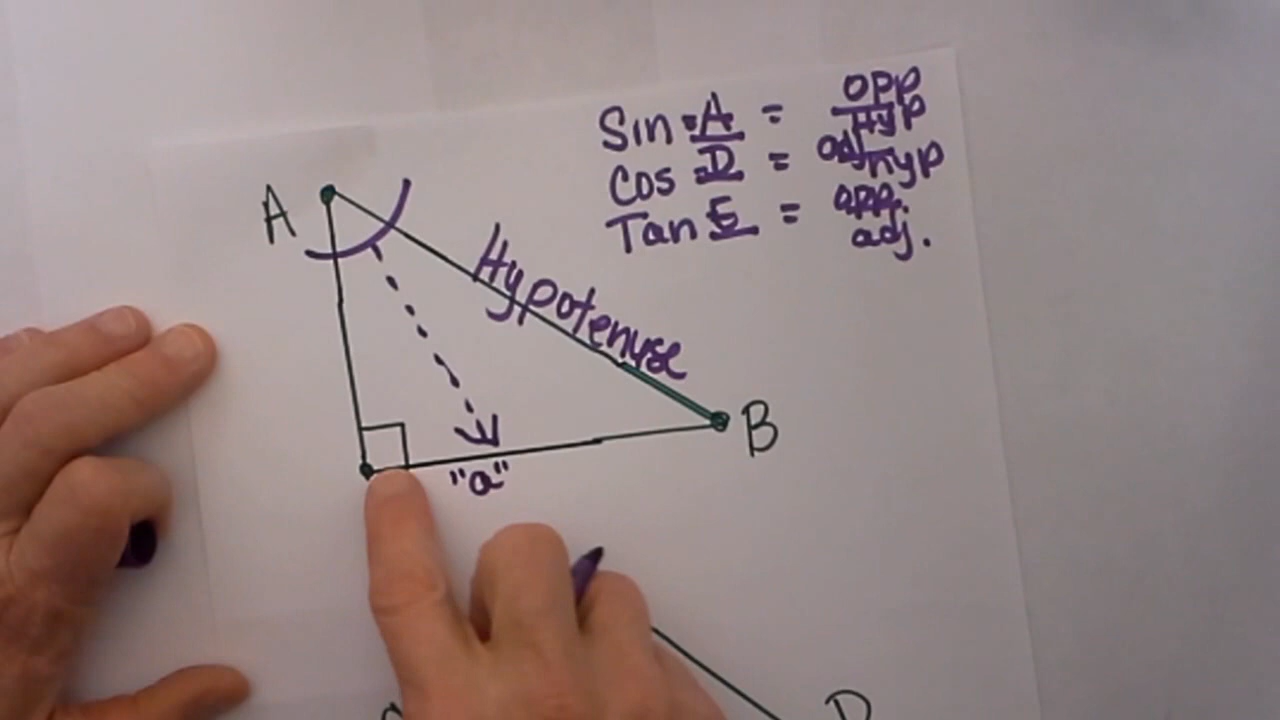 Sin A = opp/Hyp
Cos D = adj/hyp
Tan E = opp./adj.
A
Hypotenuse
B
"a"